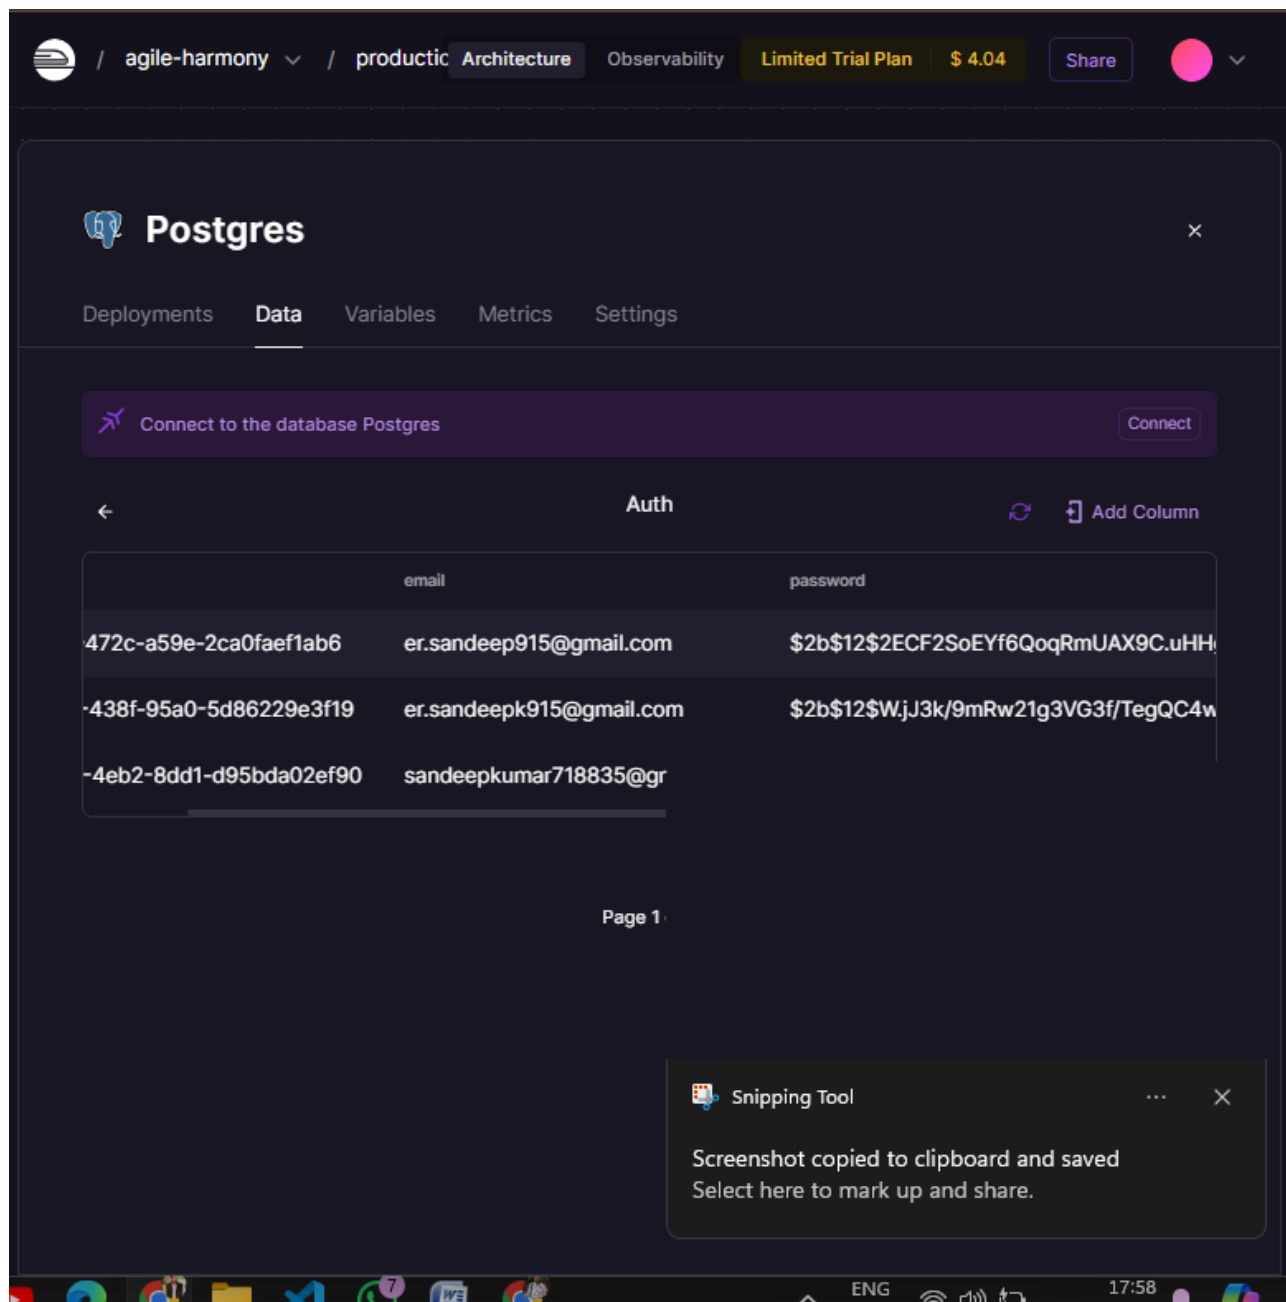 / agile-harmony / productic Architecture Observability Limited Trial Plan $ 4.04 Share
Postgres
Deployments Data Variables Metrics Settings
Connect to the database Postgres Connect
Auth Add Column
email password
472c-a59e-2ca0faef1ab6 er.sandeep915@gmail.com $2b$12$2ECF2SoEYf6QoqRmUAX9C.uHH
-438f-95a0-5d86229e3f19 er.sandeepk915@gmail.com $2b$12$W.jJ3k/9mRw21g3VG3f/TegQC4w
-4eb2-8dd1-d95bda02ef90 sandeepkumar718835@gr
Page 1
Snipping Tool
Screenshot copied to clipboard and saved
Select here to mark up and share.
7 ENG 17:58